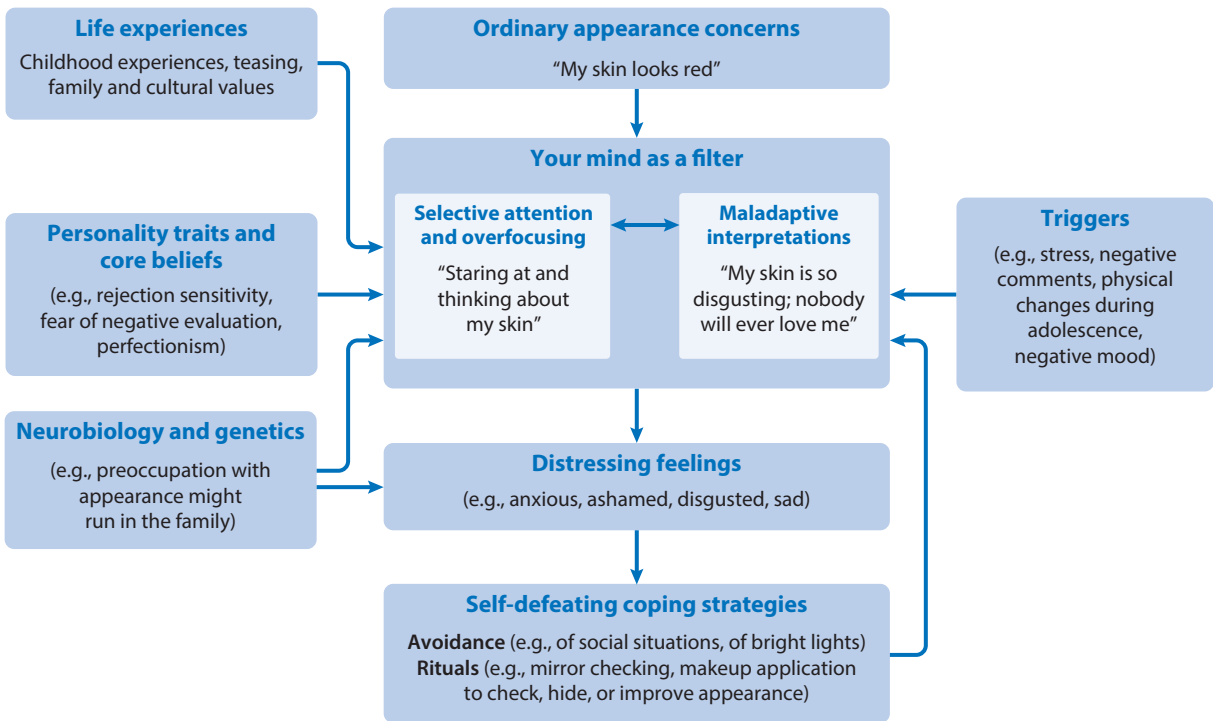 Life experiences
Childhood experiences, teasing,
family and cultural values
Ordinary appearance concerns
“My skin looks red”
Your mind as a filter
Selective attention
and overfocusing
“Staring at and
thinking about
my skin”
Maladaptive
interpretations
“My skin is so
disgusting; nobody
will ever love me”
Personality traits and
core beliefs
(e.g., rejection sensitivity,
fear of negative evaluation,
perfectionism)
Triggers
(e.g., stress, negative
comments, physical
changes during
adolescence,
negative mood)
Neurobiology and genetics
(e.g., preoccupation with
appearance might
run in the family)
Distressing feelings
(e.g., anxious, ashamed, disgusted, sad)
Self-defeating coping strategies
Avoidance (e.g., of social situations, of bright lights)
Rituals (e.g., mirror checking, makeup application
to check, hide, or improve appearance)